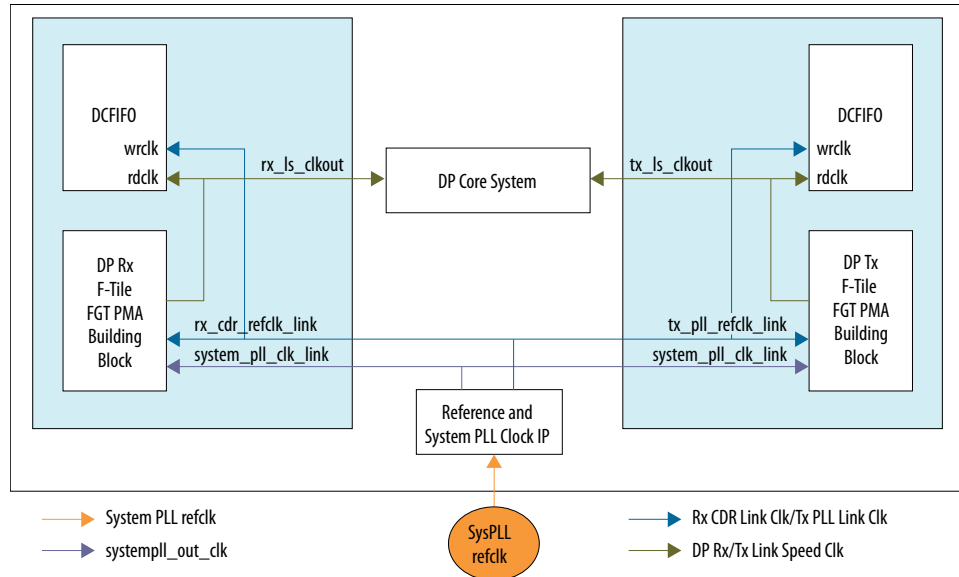 DCFIFO
wrclk
rdclk
rx_ls_clkout
DP Core System
tx_ls_clkout
DCFIFO
wrclk
rdclk
DP Rx
F-Tile
FGT PMA
Building
Block
rx_cdr_refclk_link
system_pll_clk_link
tx_pll_refclk_link
system_pll_clk_link
DP Tx
F-Tile
FGT PMA
Building
Block
Reference and
System PLL Clock IP
System PLL refclk
systempll_out_clk
SysPLL
refclk
Rx CDR Link Clk/Tx PLL Link Clk
DP Rx/Tx Link Speed Clk